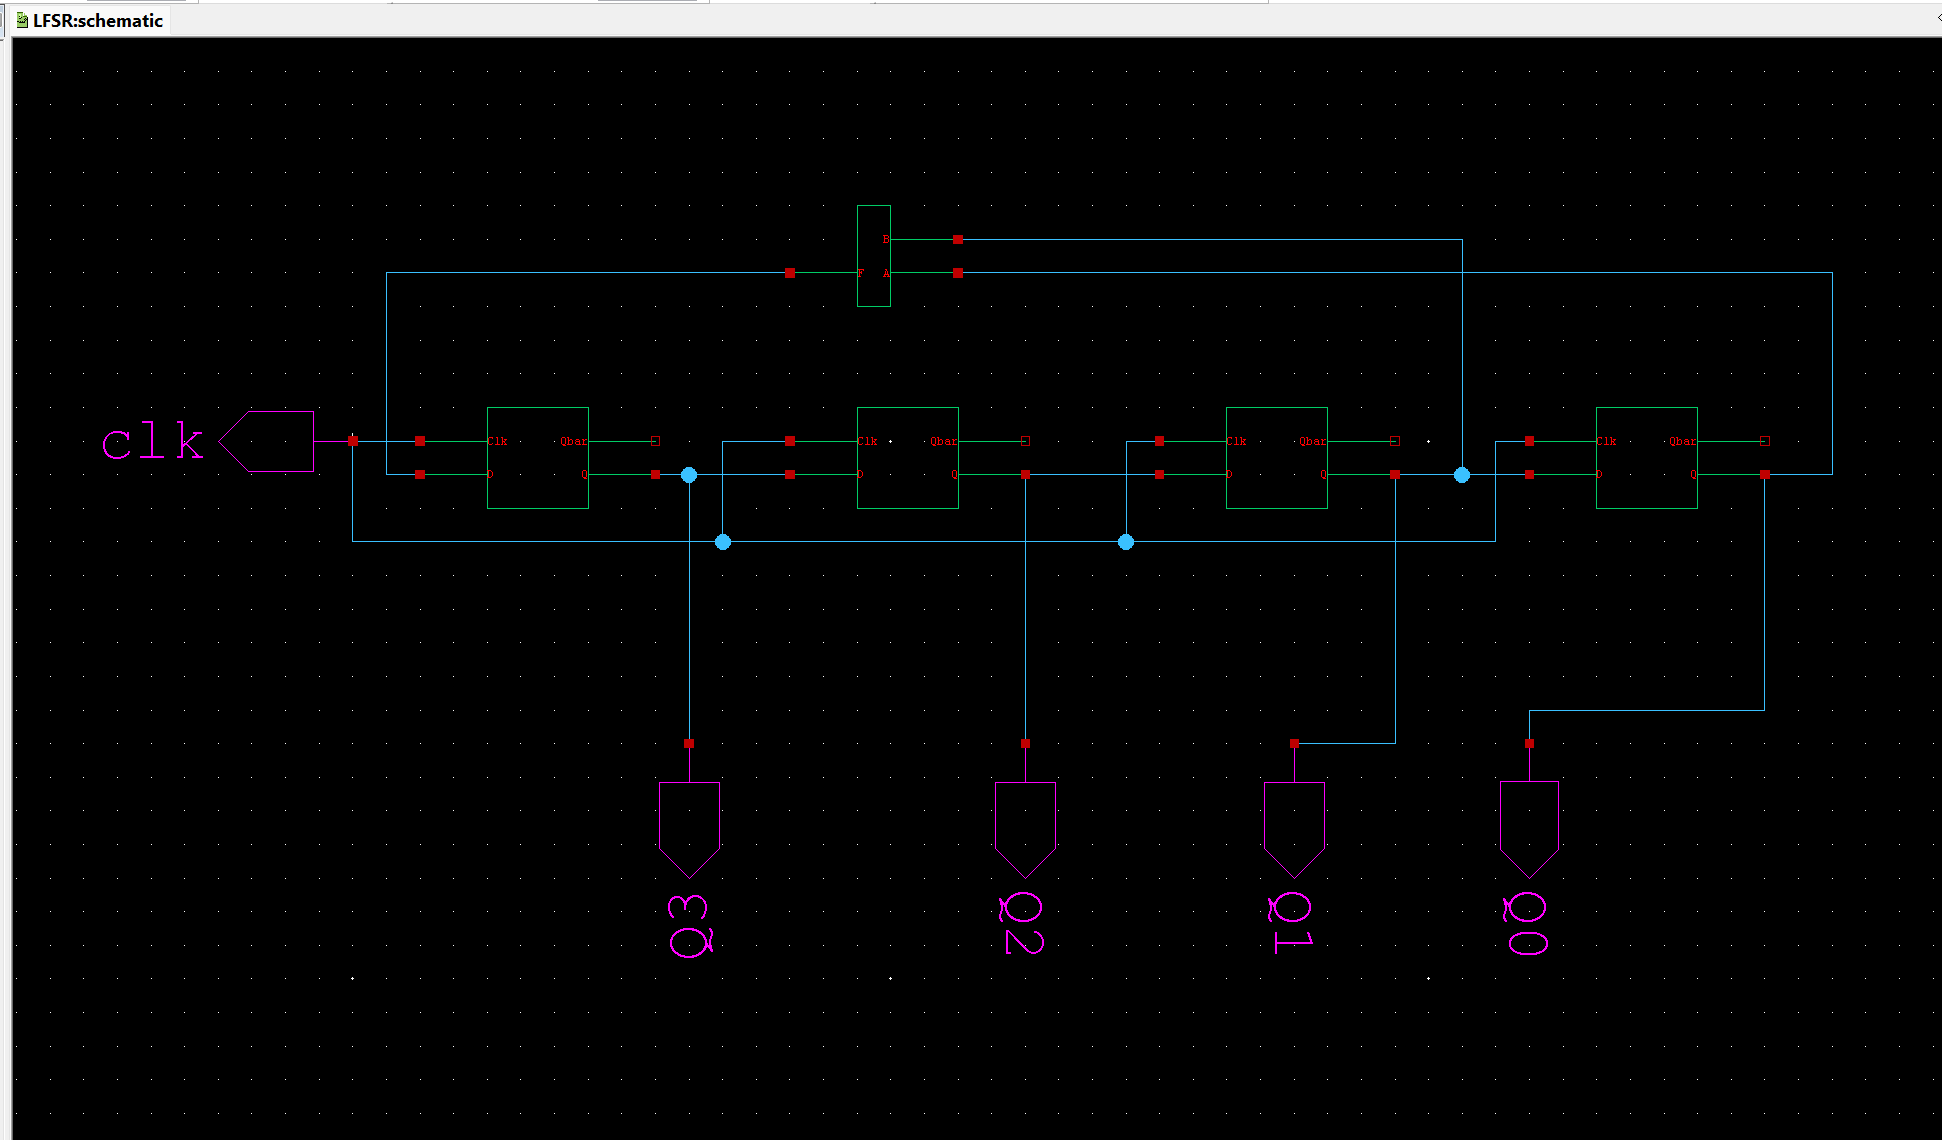 LFSR:schematic
B
F A
clk
Clk Qbar Clk Qbar Clk Qbar Clk Qbar
D Q D Q D Q D Q
Q3 Q2 Q1 Q0